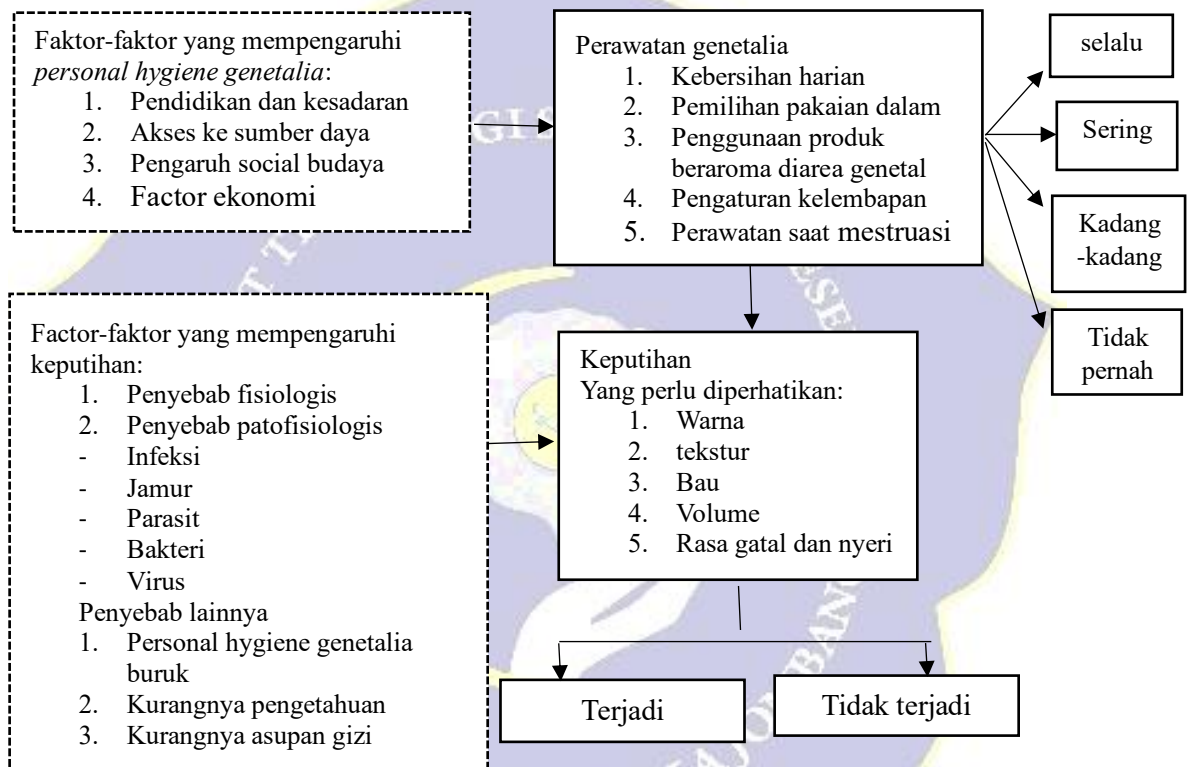 Faktor-faktor yang mempengaruhi
personal hygiene genetalia:
1. Pendidikan dan kesadaran
2. Akses ke sumber daya
3. Pengaruh social budaya
4. Factor ekonomi
Perawatan genetalia
1. Kebersihan harian
2. Pemilihan pakaian dalam
3. Penggunaan produk
beraroma diarea genetal
4. Pengaturan kelembapan
5. Perawatan saat mestruasi
selalu
Sering
Kadang
-kadang
Tidak
pernah
Factor-faktor yang mempengaruhi
keputihan:
1. Penyebab fisiologis
2. Penyebab patofisiologis
- Infeksi
- Jamur
- Parasit
- Bakteri
- Virus
Penyebab lainnya
1. Personal hygiene genetalia
buruk
2. Kurangnya pengetahuan
3. Kurangnya asupan gizi
Keputihan
Yang perlu diperhatikan:
1. Warna
2. tekstur
3. Bau
4. Volume
5. Rasa gatal dan nyeri
Terjadi
Tidak terjadi